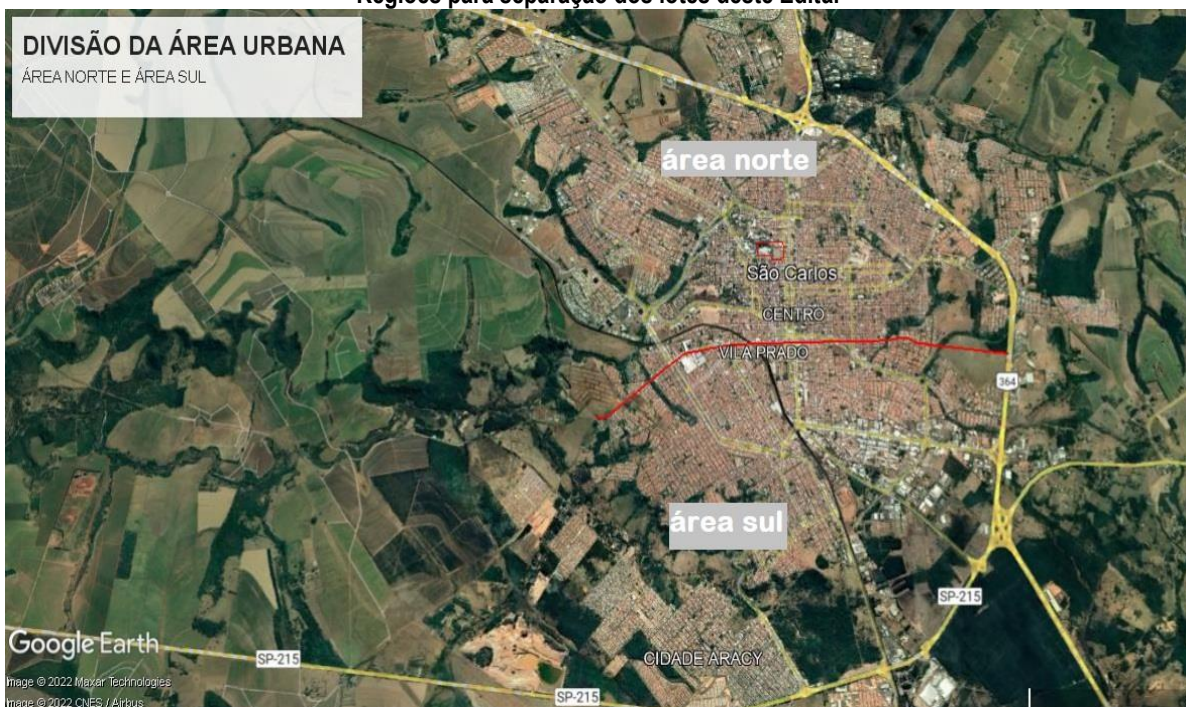 Regiões para separação dos lotes deste Edital
DIVISÃO DA ÁREA URBANA
ÁREA NORTE E ÁREA SUL
área norte
São Carlos
CENTRO
VILA PRADO
364
área sul
SP-215
Google Earth
SP-215
CIDADE ARACY
Image © 2022 Maxar Technologies
SP-215
Image © 2022 CNES / Airbus